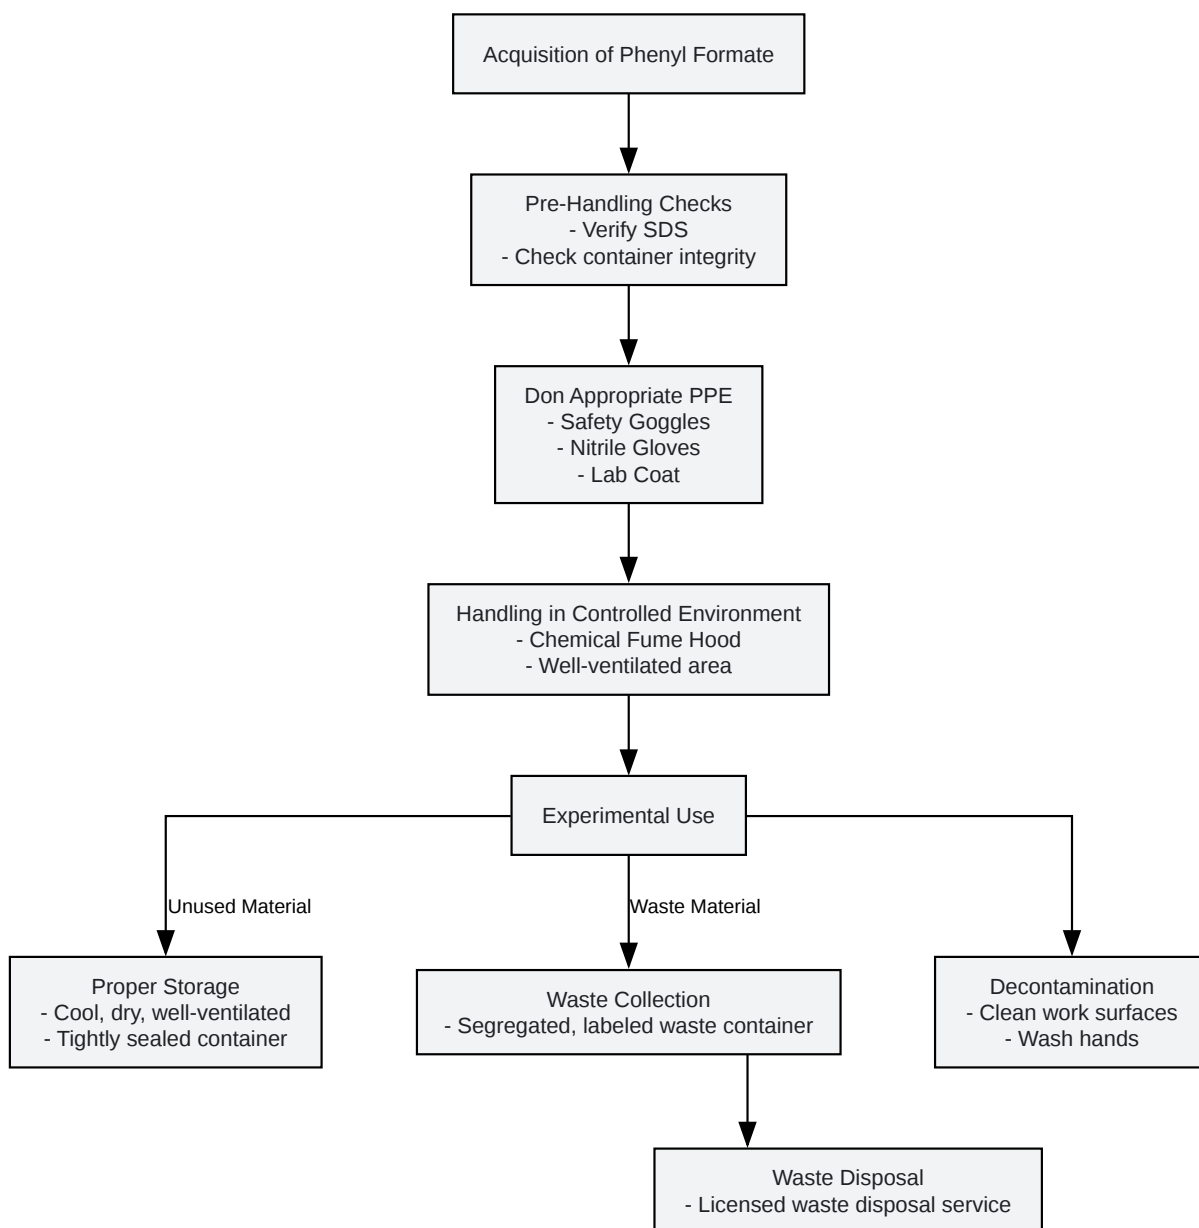 Acquisition of Phenyl Formate
Pre-Handling Checks
- Verify SDS
- Check container integrity
Don Appropriate PPE
- Safety Goggles
- Nitrile Gloves
- Lab Coat
Handling in Controlled Environment
- Chemical Fume Hood
- Well-ventilated area
Experimental Use
Unused Material
Waste Material
Proper Storage
- Cool, dry, well-ventilated
- Tightly sealed container
Waste Collection
- Segregated, labeled waste container
Decontamination
- Clean work surfaces
- Wash hands
Waste Disposal
- Licensed waste disposal service